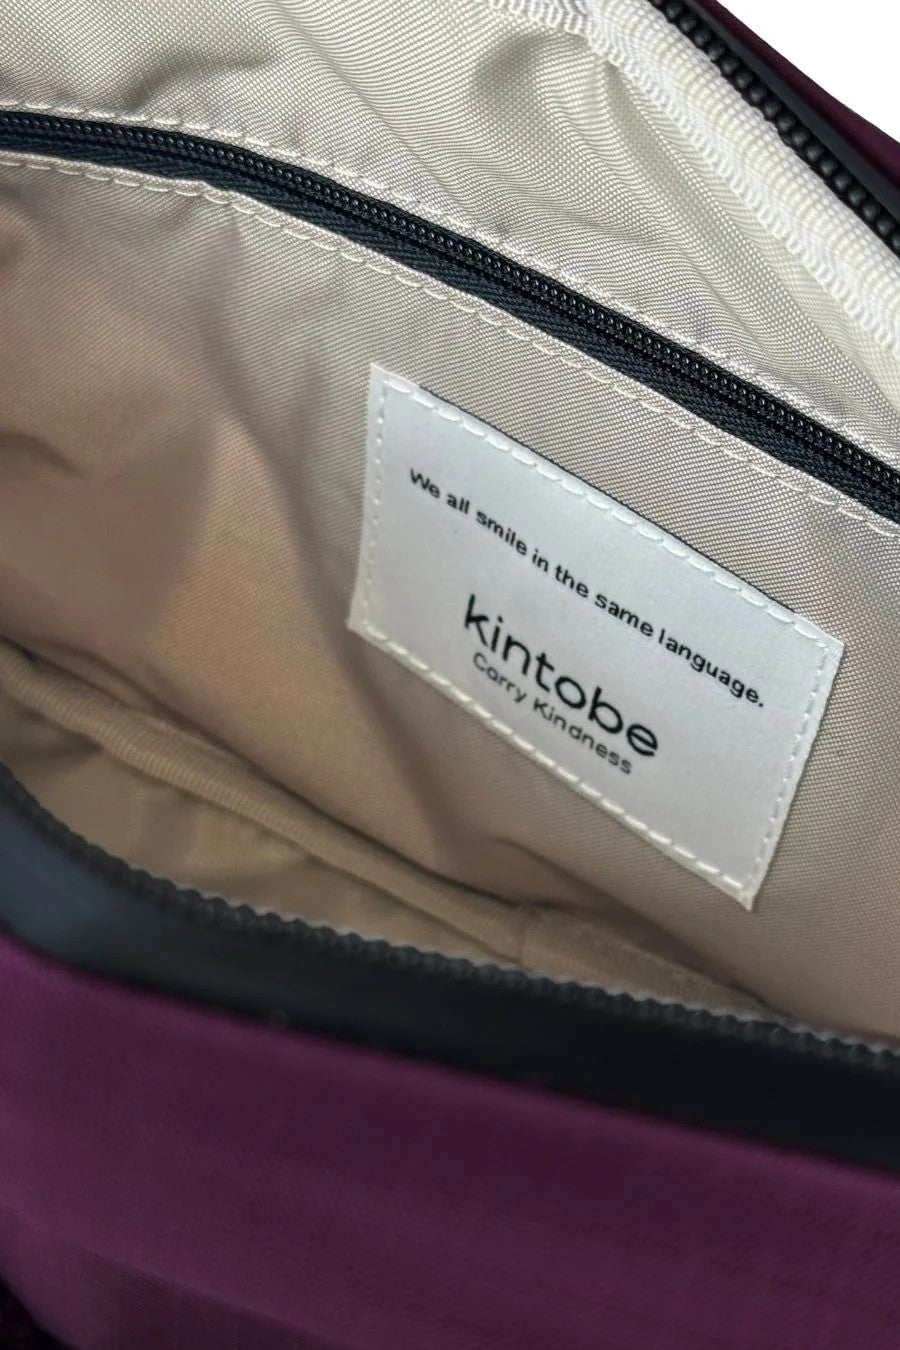 We all smile in the same language.
kintobe
Carry Kindness